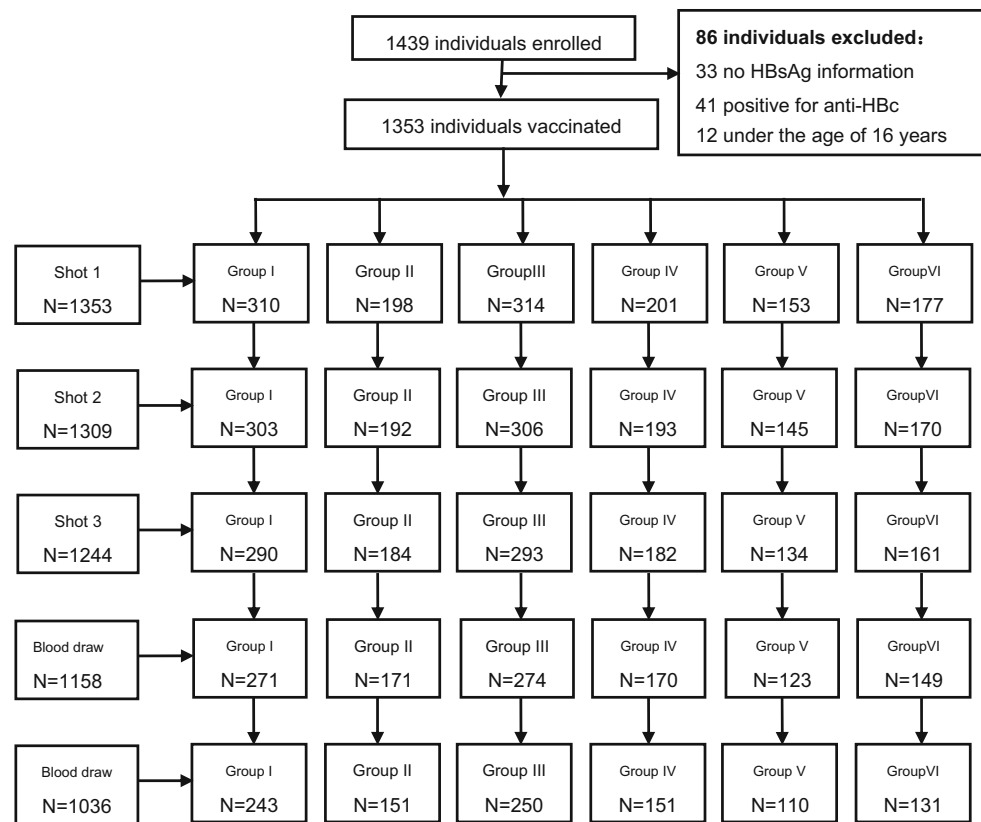 1439 individuals enrolled
86 individuals excluded：
33 no HBsAg information
41 positive for anti-HBc
12 under the age of 16 years
1353 individuals vaccinated
Shot 1
N=1353
Group I
N=310
Group II
N=198
GroupIII
N=314
Group IV
N=201
Group V
N=153
GroupVI
N=177
Shot 2
N=1309
Group I
N=303
Group II
N=192
Group III
N=306
Group IV
N=193
Group V
N=145
GroupVI
N=170
Shot 3
N=1244
Group I
N=290
Group II
N=184
Group III
N=293
Group IV
N=182
Group V
N=134
GroupVI
N=161
Blood draw
N=1158
Group I
N=271
Group II
N=171
Group III
N=274
Group IV
N=170
Group V
N=123
GroupVI
N=149
Blood draw
N=1036
Group I
N=243
Group II
N=151
Group III
N=250
Group IV
N=151
Group V
N=110
GroupVI
N=131